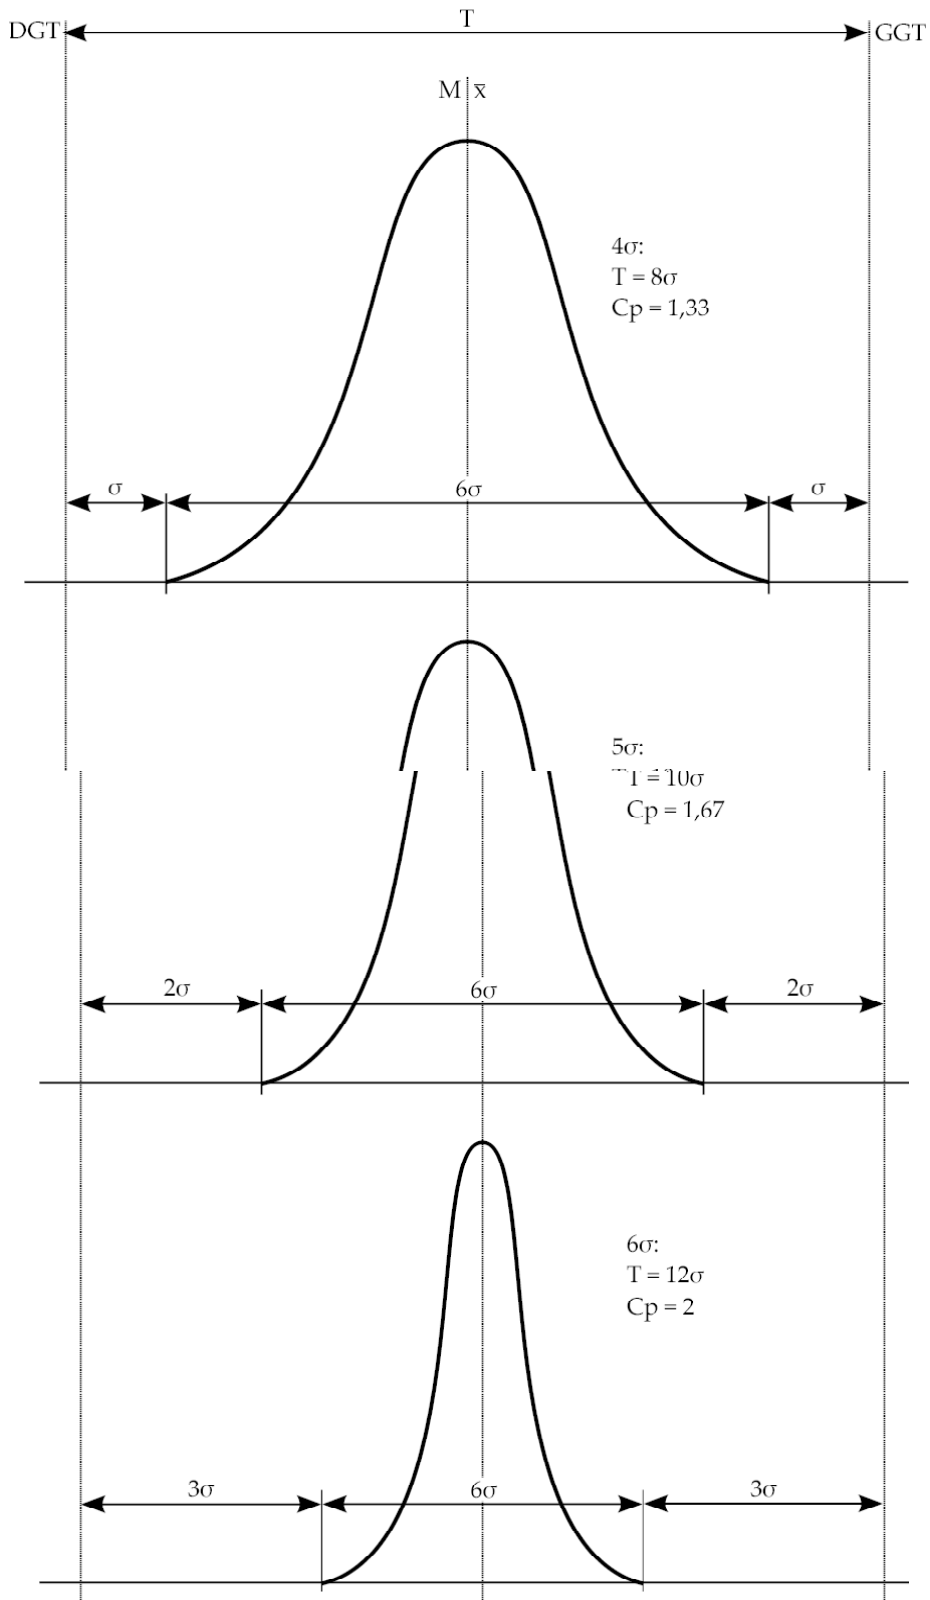 DGT T GGT
M x̄
4σ:
T = 8σ
Cp = 1,33
σ 6σ σ
5σ:
T = 10σ
Cp = 1,67
2σ 6σ 2σ
6σ:
T = 12σ
Cp = 2
3σ 6σ 3σ